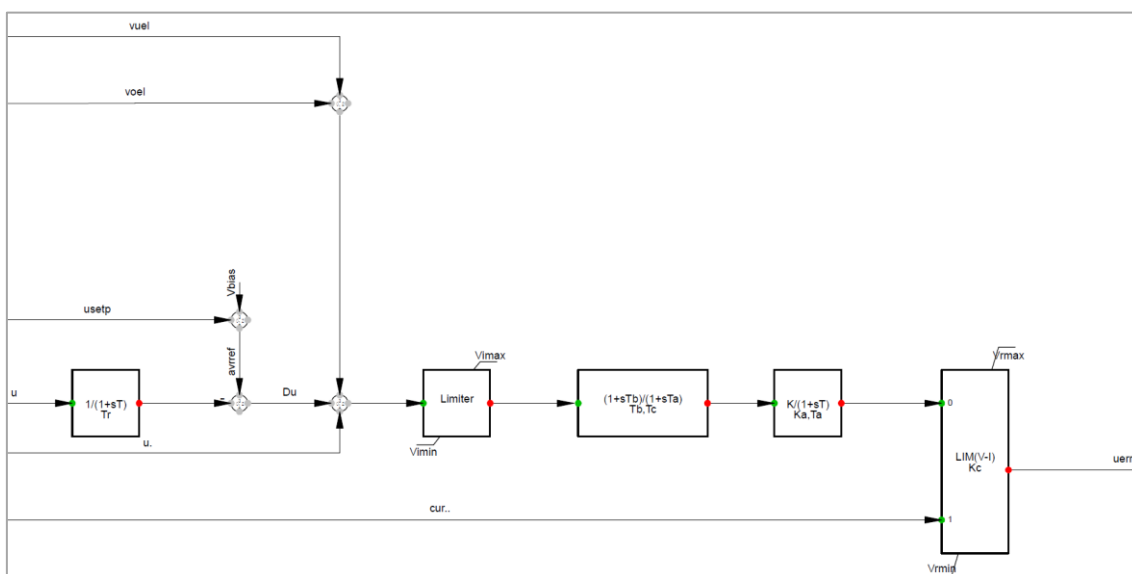 vuel
voel
Vbias
usetp
avrref
Vimax
Vrmax
u
1/(1+sT)
Tr
-
Du
Limiter
(1+sTb)/(1+sTa)
Tb,Tc
K/(1+sT)
Ka,Ta
0
u.
Vimin
LIM(V-I)
Kc
uerr
cur..
1
Vrmin